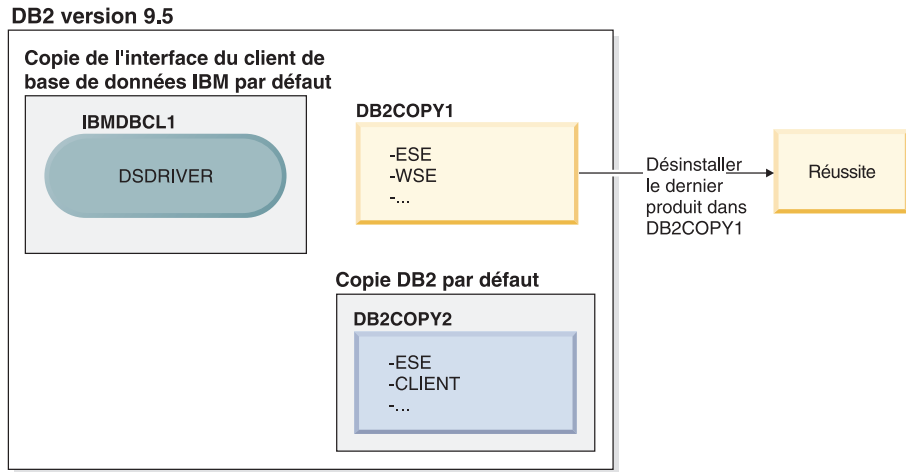 DB2 version 9.5
Copie de l'interface du client de
base de données IBM par défaut
IBMDBCL1
DSDRIVER
DB2COPY1
-ESE
-WSE
-...
Désinstaller
le dernier
produit dans
DB2COPY1
Réussite
Copie DB2 par défaut
DB2COPY2
-ESE
-CLIENT
-...